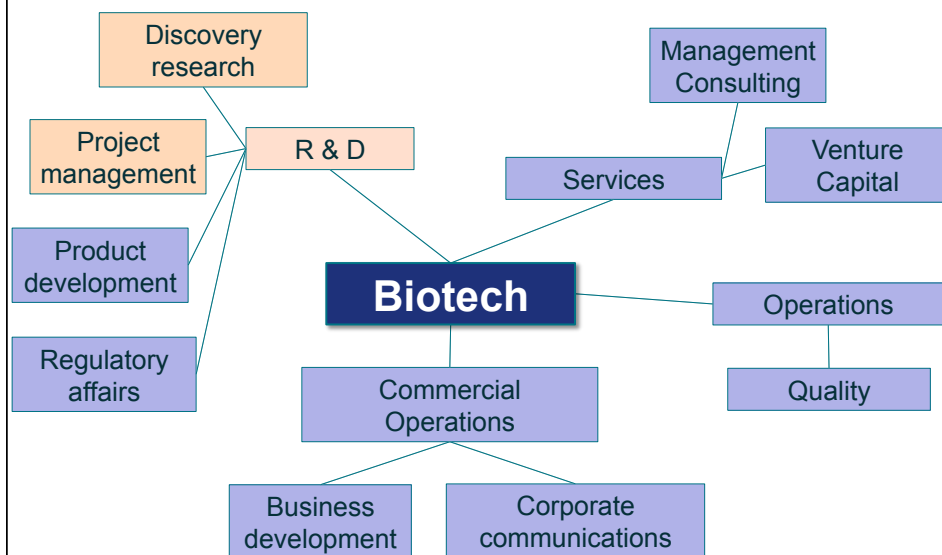 Discovery
research
Project
management
R & D
Product
development
Regulatory
affairs
Management
Consulting
Services
Venture
Capital
Biotech
Operations
Quality
Commercial
Operations
Business
development
Corporate
communications